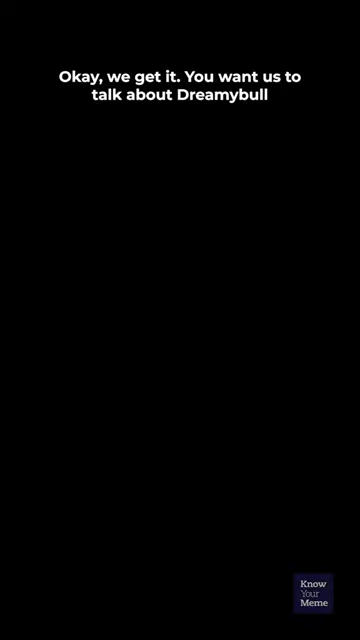 Okay, we get it. You want us to
talk about Dreamybull
Know
Your
Meme